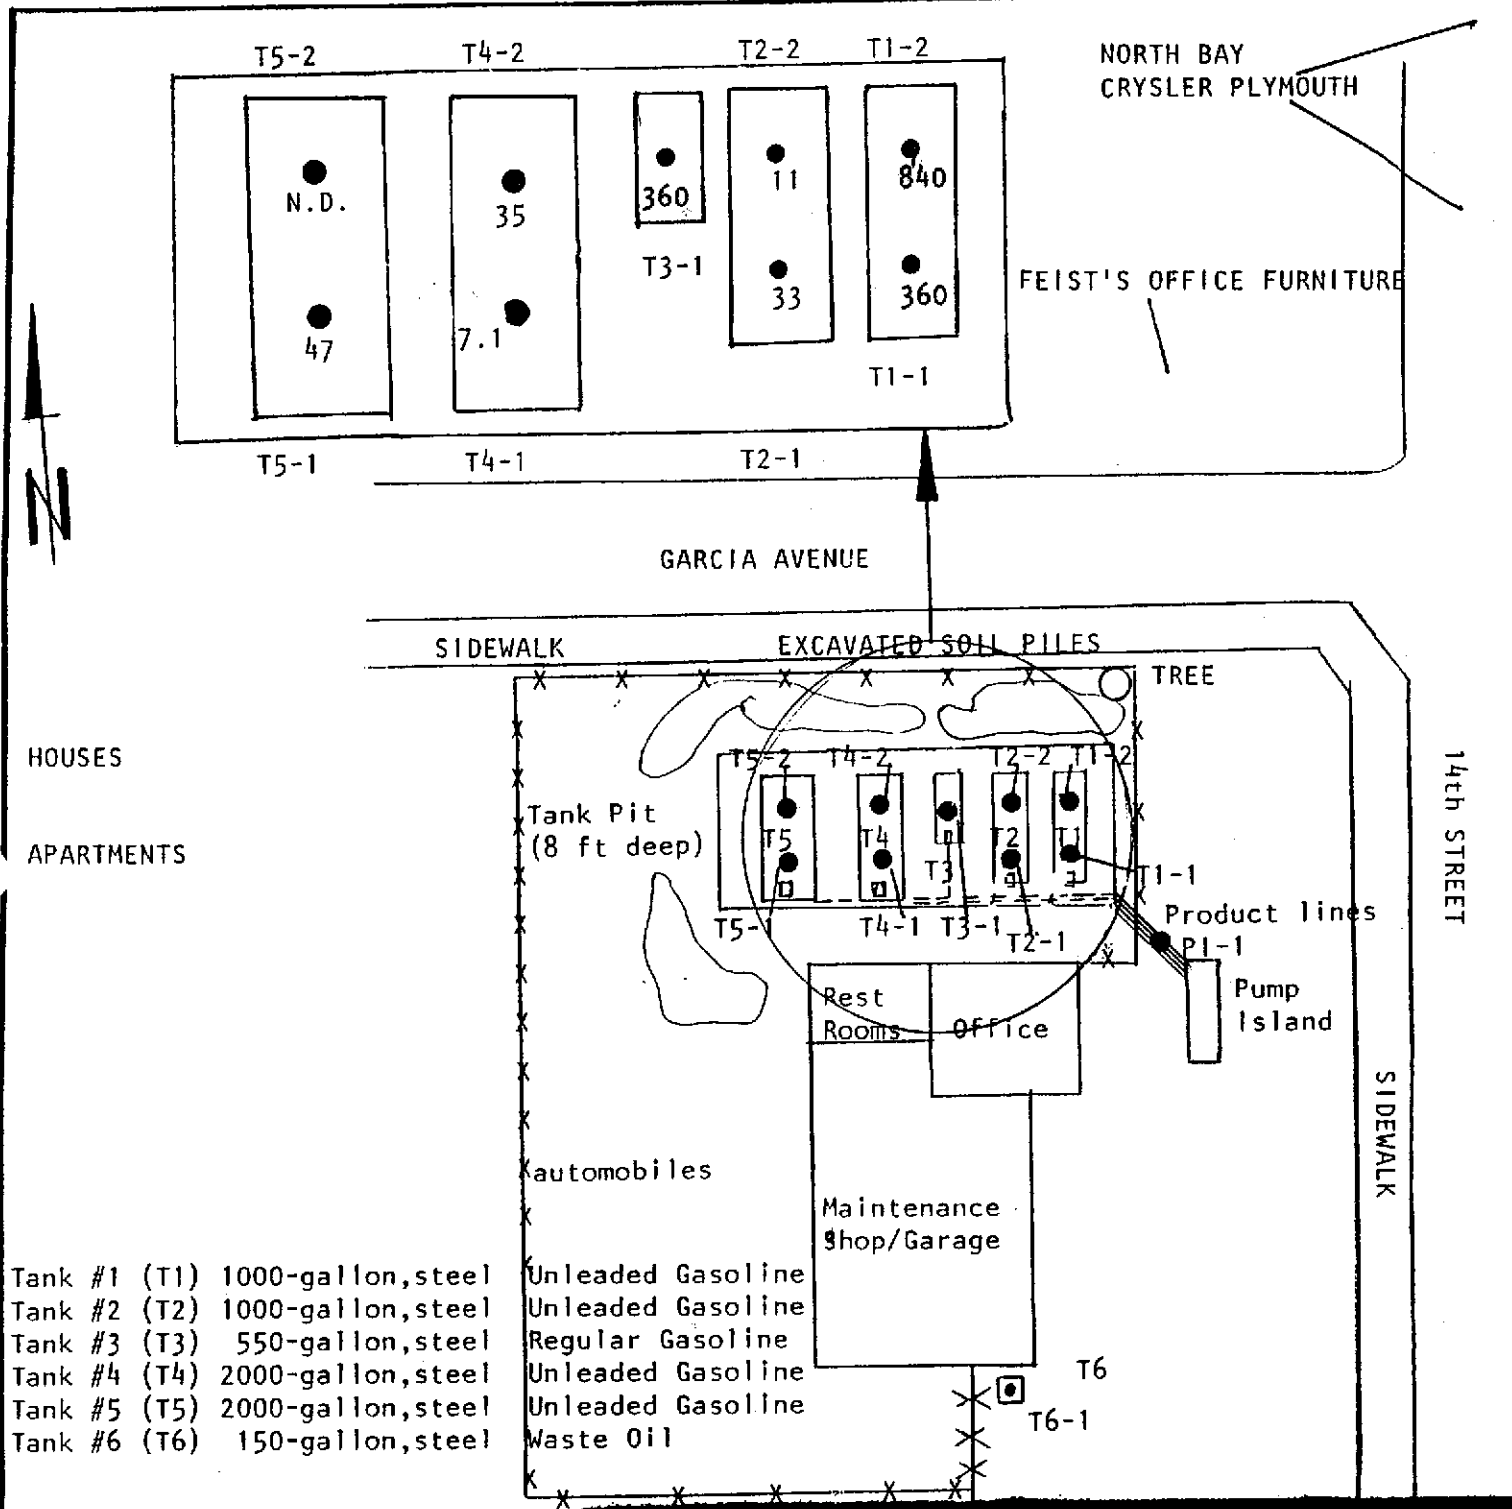 T5-2
T4-2
T2-2
T1-2
NORTH BAY
CRYSLER PLYMOUTH
N.D.
35
360
11
840
T3-1
33
360
FEIST'S OFFICE FURNITURE
47
7.1
T1-1
T5-1
T4-1
T2-1
N
GARCIA AVENUE
SIDEWALK
EXCAVATED SOIL PILES
TREE
HOUSES
T5-2
T4-2
T2-2
T1-2
14th STREET
Tank Pit
(8 ft deep)
T5
T4
T3
T2
T1
APARTMENTS
T1-1
T5-1
T4-1
T3-1
T2-1
Product lines
P1-1
Rest
Rooms
Office
Pump
Island
SIDEWALK
automobiles
Maintenance
Shop/Garage
Tank #1 (T1) 1000-gallon,steel Unleaded Gasoline
Tank #2 (T2) 1000-gallon,steel Unleaded Gasoline
Tank #3 (T3) 550-gallon,steel Regular Gasoline
Tank #4 (T4) 2000-gallon,steel Unleaded Gasoline
Tank #5 (T5) 2000-gallon,steel Unleaded Gasoline
Tank #6 (T6) 150-gallon,steel Waste Oil
T6
T6-1